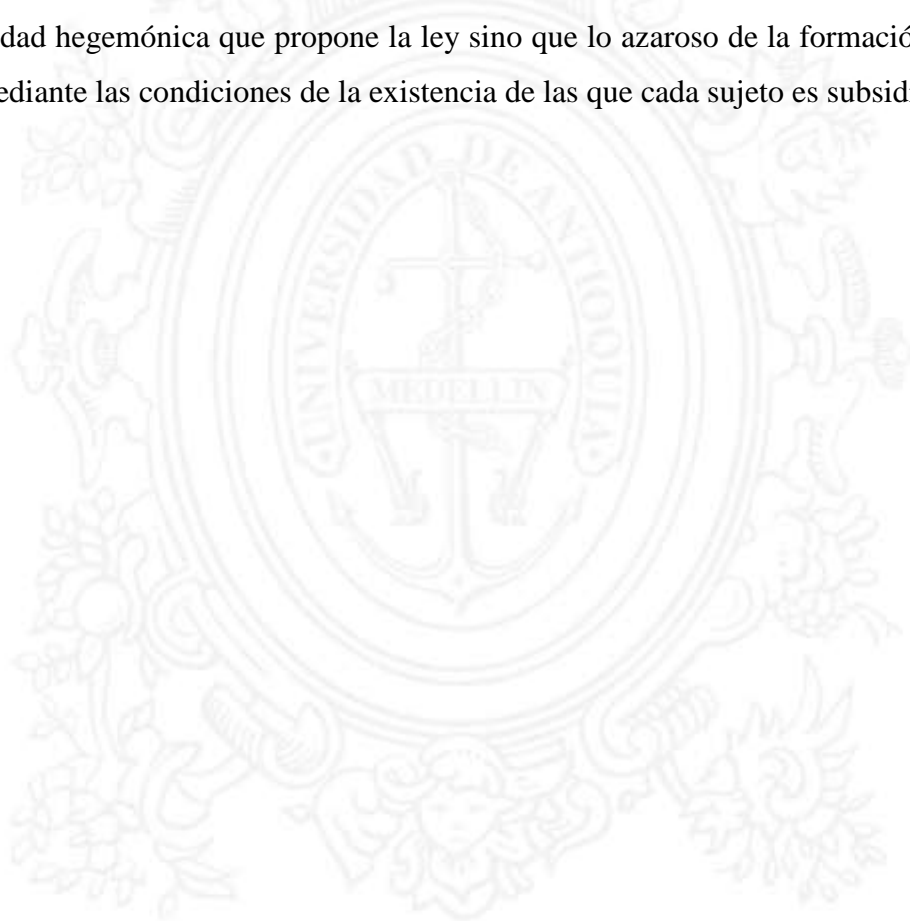 dad hegemónica que propone la ley sino que lo azaroso de la formació
ediante las condiciones de la existencia de las que cada sujeto es subsid
UNIVERSIDAD DE ANTIOQUIA
MEDELLIN